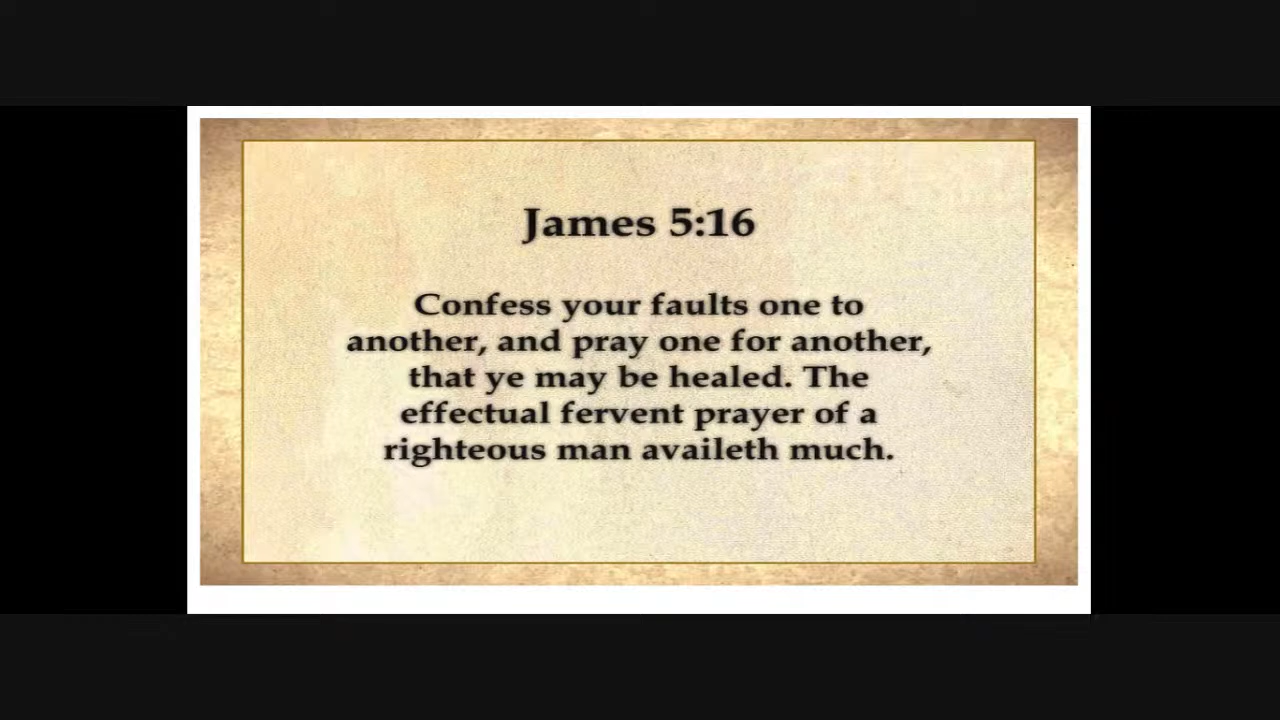 James 5:16
Confess your faults one to
another, and pray one for another,
that ye may be healed. The
effectual fervent prayer of a
righteous man availeth much.